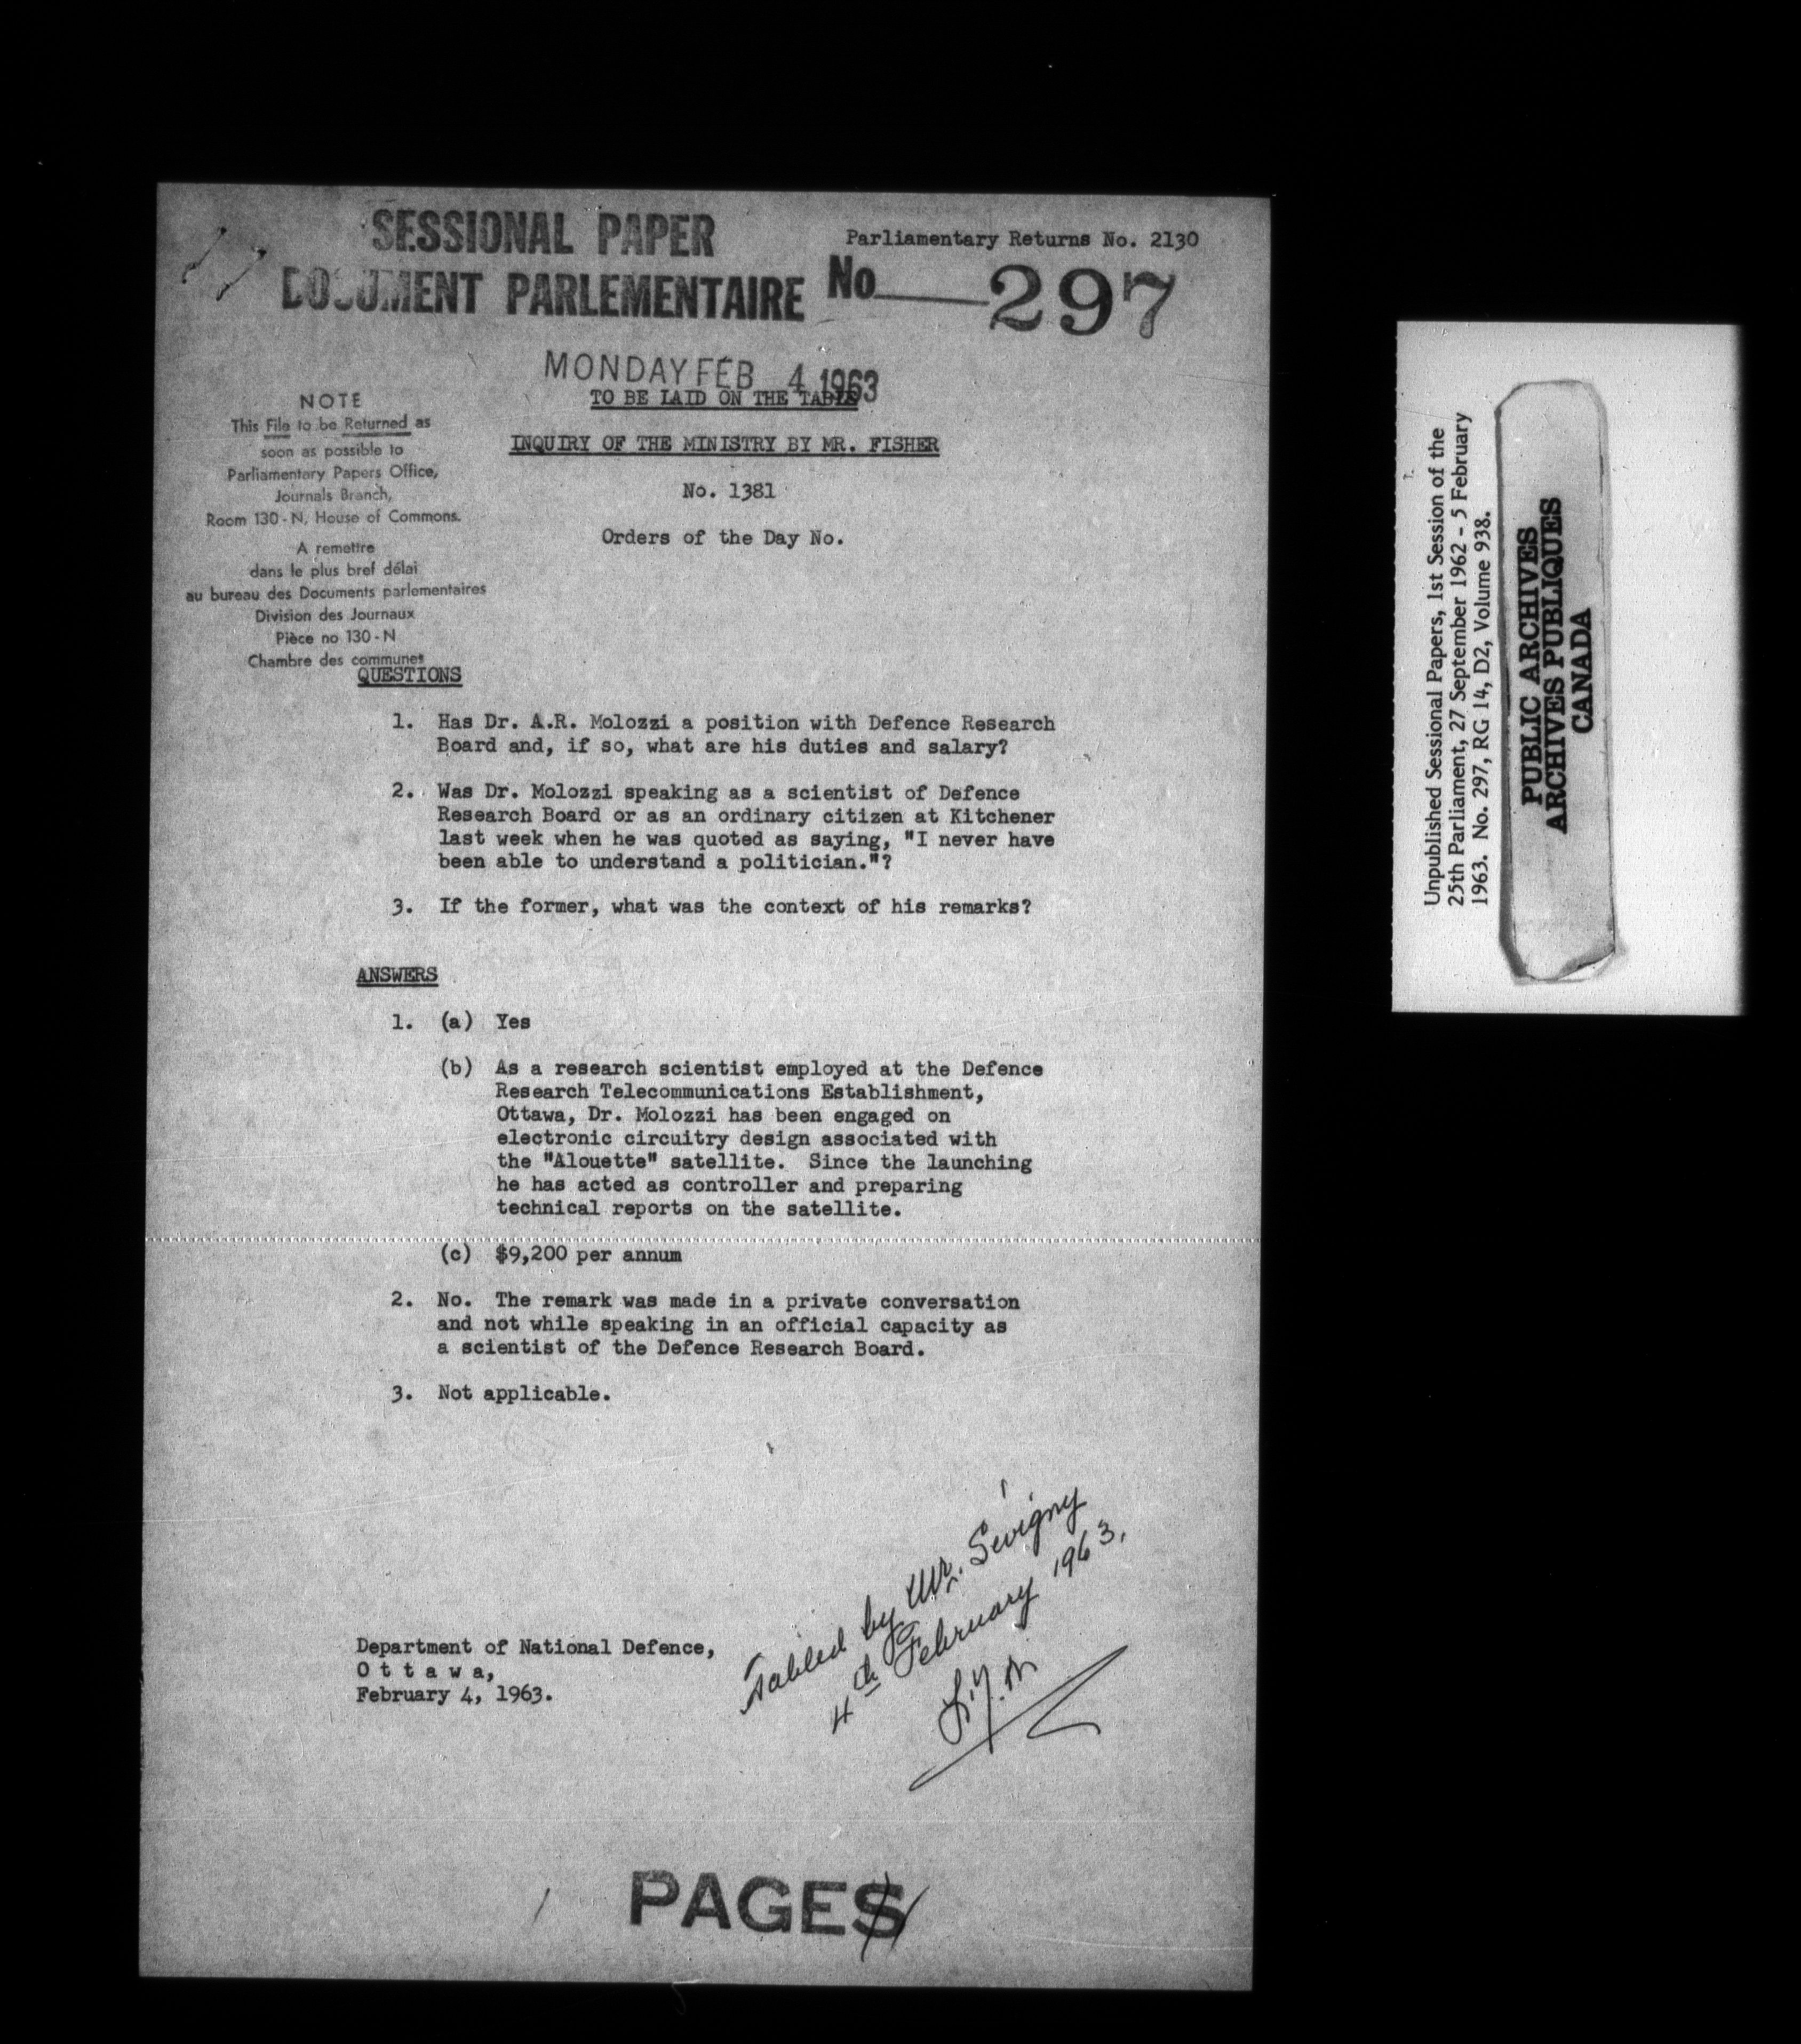 SESSIONAL PAPER
DOCUMENT PARLEMENTAIRE
Parliamentary Returns No. 2130
No 297
MONDAY FEB 4 1963
TO BE LAID ON THE TABLE
INQUIRY OF THE MINISTRY BY MR. FISHER
No. 1381
Orders of the Day No.
NOTE
This File to be Returned as
soon as possible to
Parliamentary Papers Office,
Journals Branch,
Room 130-N, House of Commons.
A remettre
dans le plus bref délai
au bureau des Documents parlementaires
Division des Journaux
Pièce no 130-N
Chambre des communes
QUESTIONS
1. Has Dr. A.R. Molozzi a position with Defence Research
Board and, if so, what are his duties and salary?
2. Was Dr. Molozzi speaking as a scientist of Defence
Research Board or as an ordinary citizen at Kitchener
last week when he was quoted as saying, "I never have
been able to understand a politician."?
3. If the former, what was the context of his remarks?
ANSWERS
1. (a) Yes
(b) As a research scientist employed at the Defence
Research Telecommunications Establishment,
Ottawa, Dr. Molozzi has been engaged on
electronic circuitry design associated with
the "Alouette" satellite. Since the launching
he has acted as controller and preparing
technical reports on the satellite.
(c) $9,200 per annum
2. No. The remark was made in a private conversation
and not while speaking in an official capacity as
a scientist of the Defence Research Board.
3. Not applicable.
Tabled by Mr. Sévigny
4th February 1963.
Department of National Defence,
O t t a w a,
February 4, 1963.
1 PAGES
Unpublished Sessional Papers, 1st Session of the
25th Parliament, 27 September 1962 - 5 February
1963. No. 297, RG 14, D2, Volume 938.
PUBLIC ARCHIVES
ARCHIVES PUBLIQUES
CANADA